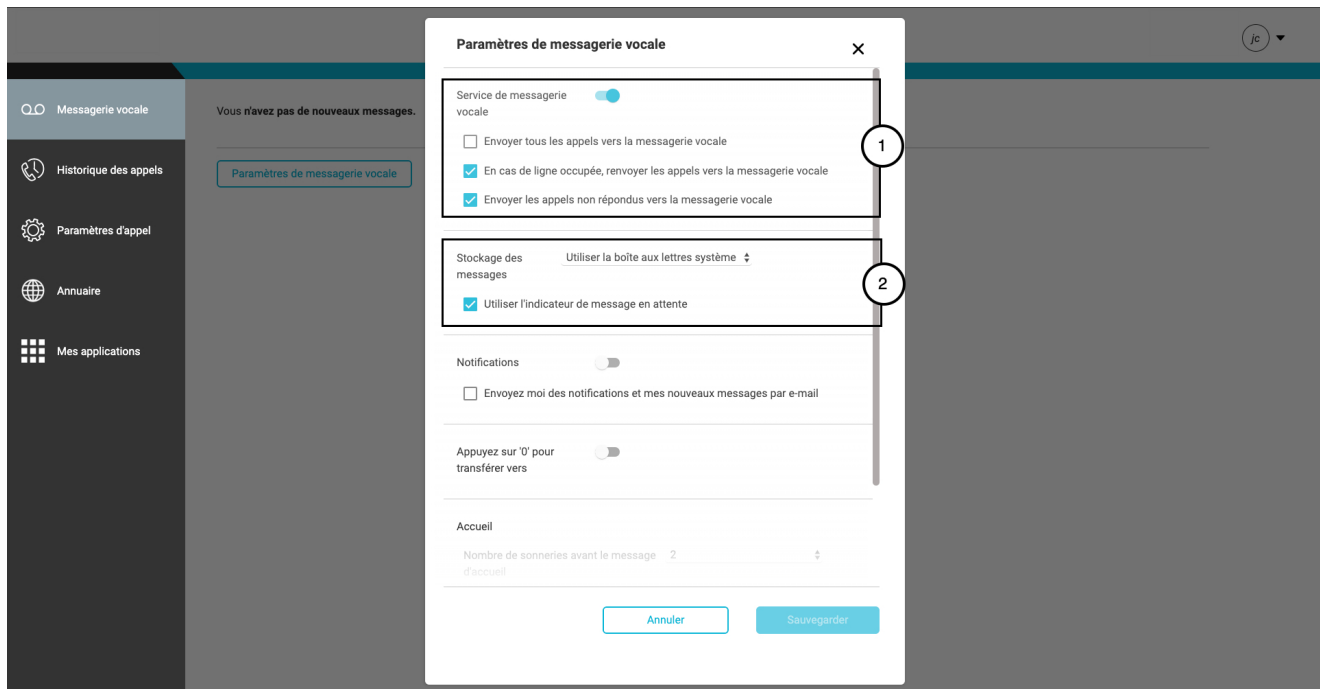 Paramètres de messagerie vocale
jc
Messagerie vocale
Historique des appels
Paramètres d'appel
Annuaire
Mes applications
Vous n'avez pas de nouveaux messages.
Paramètres de messagerie vocale
Service de messagerie
vocale
Envoyer tous les appels vers la messagerie vocale
En cas de ligne occupée, renvoyer les appels vers la messagerie vocale
Envoyer les appels non répondus vers la messagerie vocale
1
Stockage des
messages
Utiliser la boîte aux lettres système
Utiliser l'indicateur de message en attente
2
Notifications
Envoyez moi des notifications et mes nouveaux messages par e-mail
Appuyez sur '0' pour
transférer vers
Accueil
Nombre de sonneries avant le message 2
d'accueil
Annuler
Sauvegarder